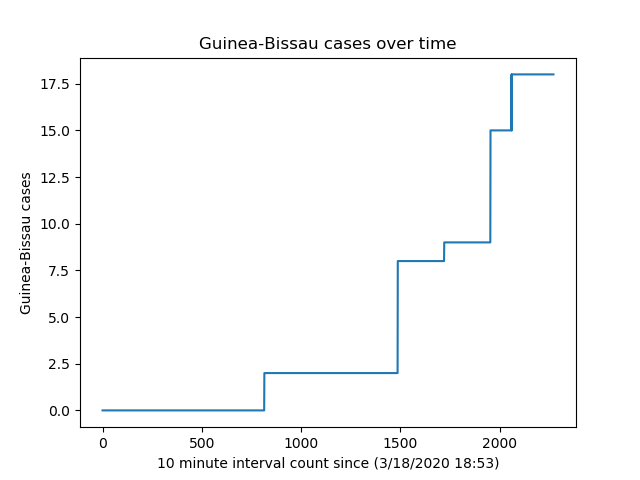 Guinea-Bissau cases over time
17.5
15.0
12.5
10.0
7.5
5.0
2.5
0.0
Guinea-Bissau cases
0 500 1000 1500 2000
10 minute interval count since (3/18/2020 18:53)